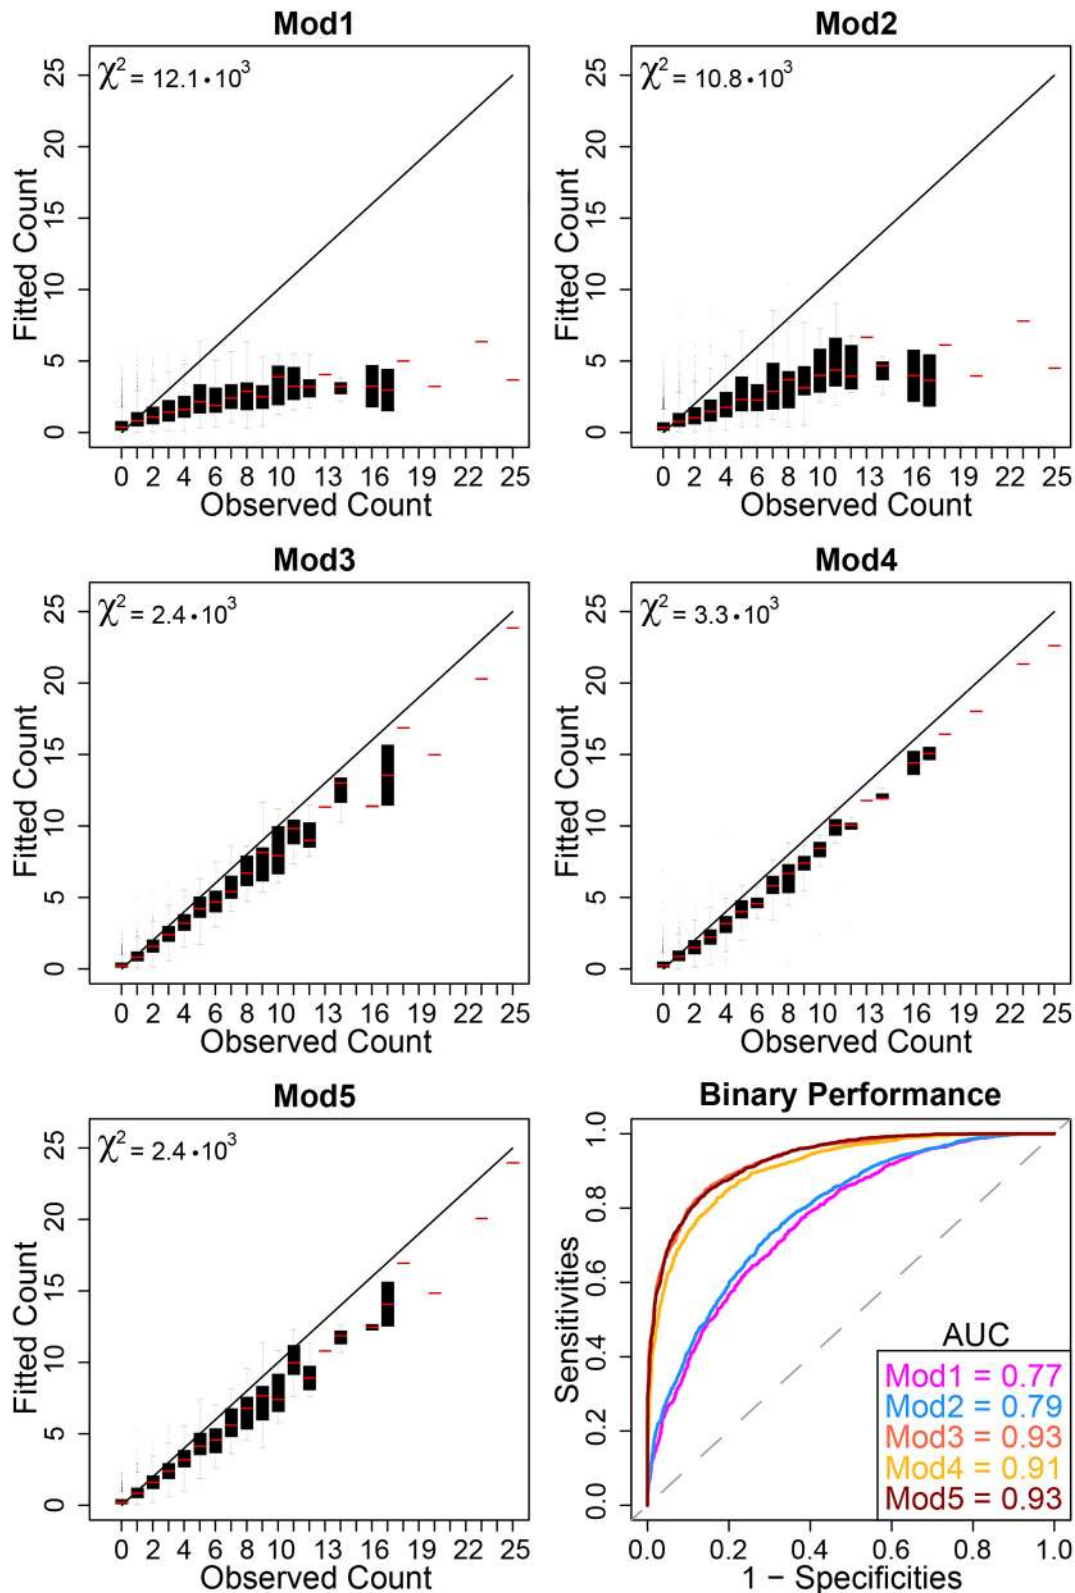 Mod1
χ² = 12.1•10³
Fitted Count
25
20
15
10
5
0
0 2 4 6 8 10 13 16 19 22 25
Observed Count
Mod2
χ² = 10.8•10³
Fitted Count
25
20
15
10
5
0
0 2 4 6 8 10 13 16 19 22 25
Observed Count
Mod3
χ² = 2.4•10³
Fitted Count
25
20
15
10
5
0
0 2 4 6 8 10 13 16 19 22 25
Observed Count
Mod4
χ² = 3.3•10³
Fitted Count
25
20
15
10
5
0
0 2 4 6 8 10 13 16 19 22 25
Observed Count
Mod5
χ² = 2.4•10³
Fitted Count
25
20
15
10
5
0
0 2 4 6 8 10 13 16 19 22 25
Observed Count
Binary Performance
Sensitivities
1.0
0.8
0.6
0.4
0.2
0.0
AUC
Mod1 = 0.77
Mod2 = 0.79
Mod3 = 0.93
Mod4 = 0.91
Mod5 = 0.93
0.0 0.2 0.4 0.6 0.8 1.0
1 − Specificities